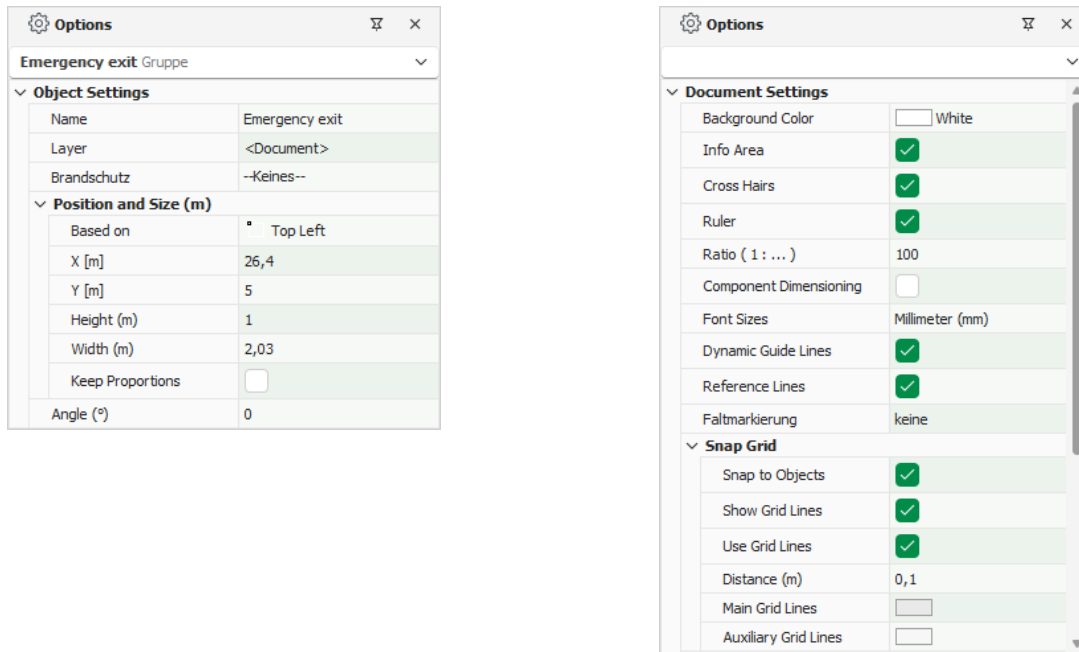 Options
Emergency exit Gruppe
Object Settings
Name Emergency exit
Layer <Document>
Brandschutz --Keines--
Position and Size (m)
Based on Top Left
X [m] 26,4
Y [m] 5
Height (m) 1
Width (m) 2,03
Keep Proportions
Angle (°) 0
Options
Document Settings
Background Color White
Info Area
Cross Hairs
Ruler
Ratio ( 1 : ... ) 100
Component Dimensioning
Font Sizes Millimeter (mm)
Dynamic Guide Lines
Reference Lines
Faltmarkierung keine
Snap Grid
Snap to Objects
Show Grid Lines
Use Grid Lines
Distance (m) 0,1
Main Grid Lines
Auxiliary Grid Lines